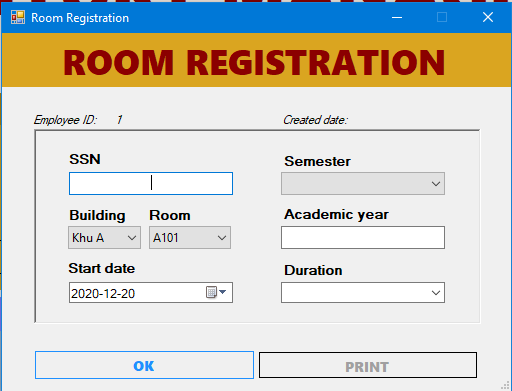 Room Registration
ROOM REGISTRATION
Employee ID: 1 Created date:
SSN
Semester
Building Room
Khu A A101
Academic year
Start date
2020-12-20
Duration
OK PRINT